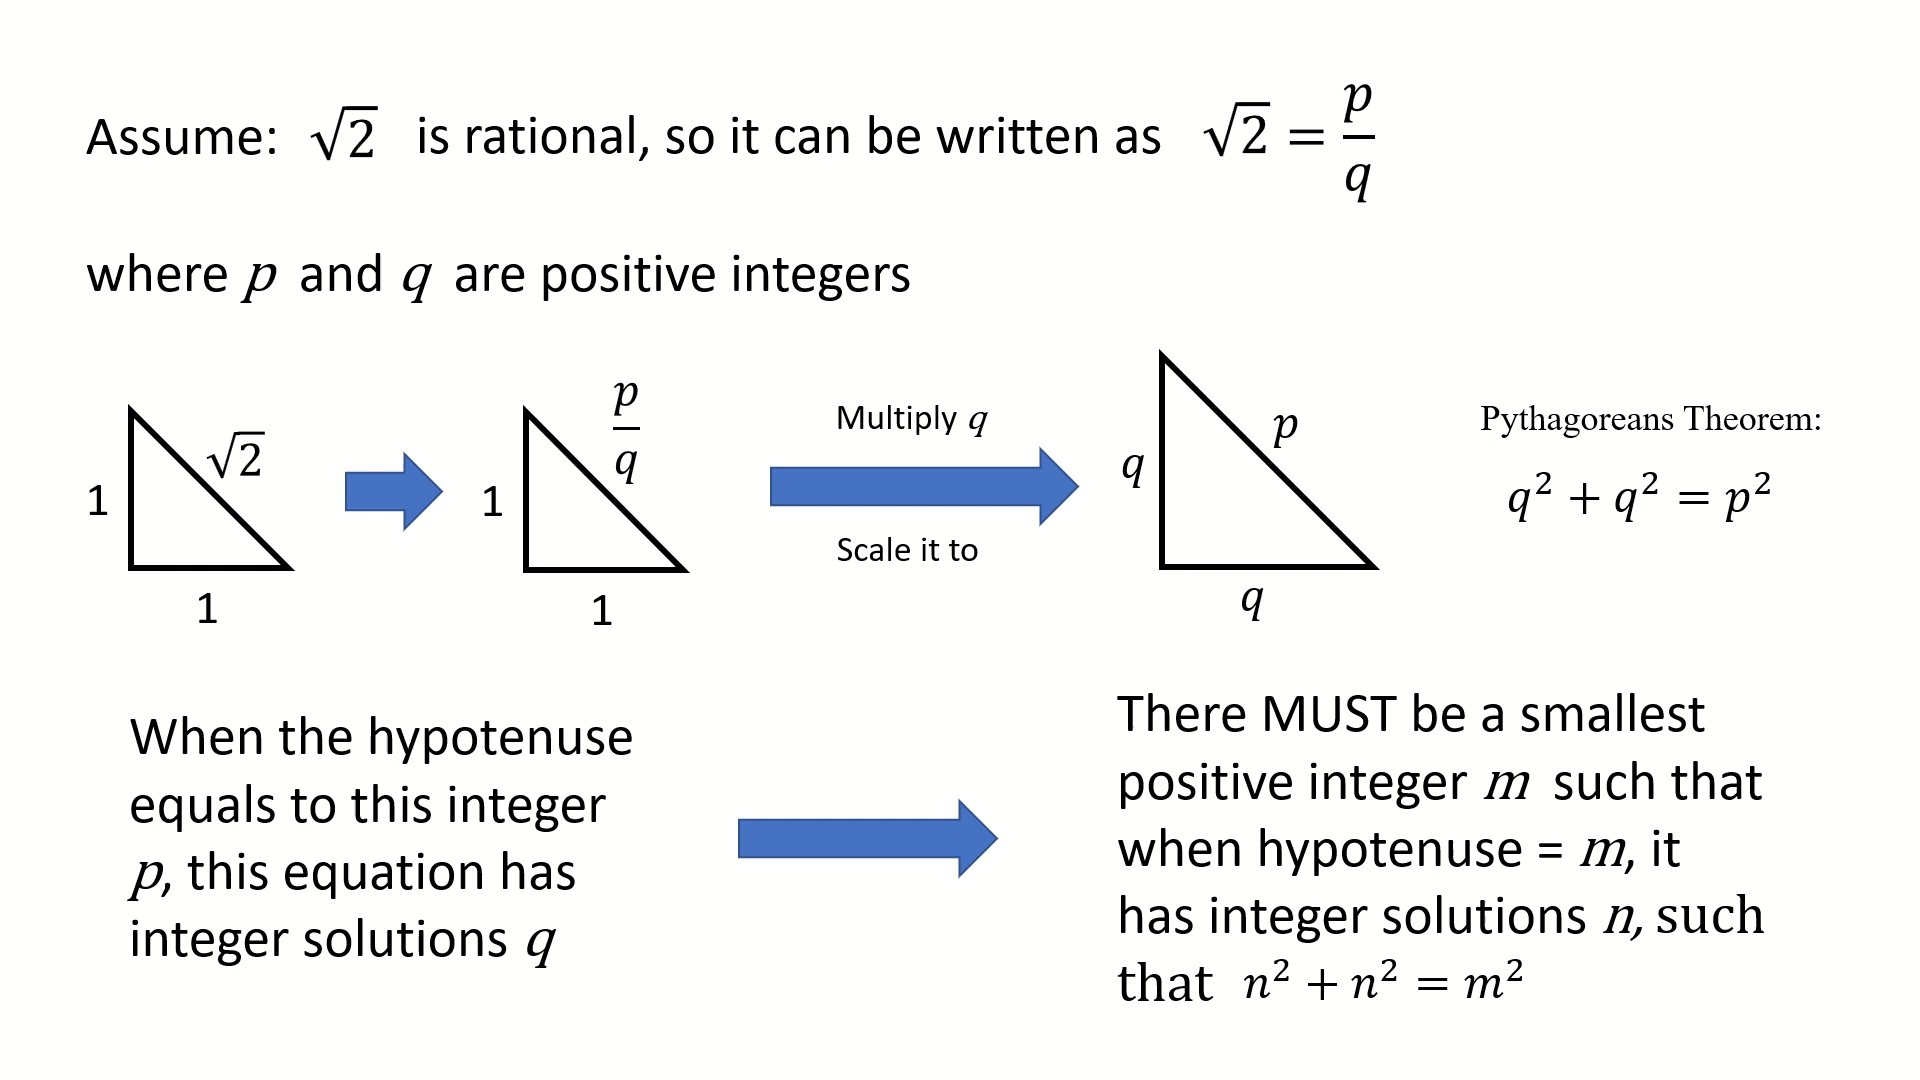 Assume: √2 is rational, so it can be written as √2 = p/q
where p and q are positive integers
1
√2
1
p/q
1
1
Multiply q
Scale it to
q
p
q
Pythagoreans Theorem:
q² + q² = p²
When the hypotenuse
equals to this integer
p, this equation has
integer solutions q
There MUST be a smallest
positive integer m such that
when hypotenuse = m, it
has integer solutions n, such
that n² + n² = m²